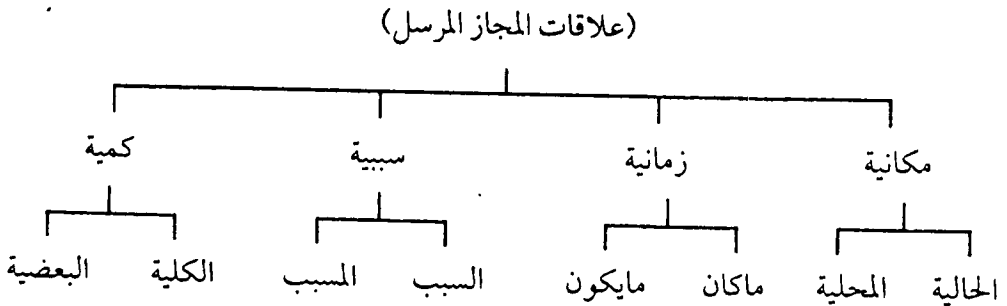 (علاقات المجاز المرسل)
مكانية زمانية سببية كمية
الحالية المحلية ماكان مايكون السبب المسبب الكلية البعضية